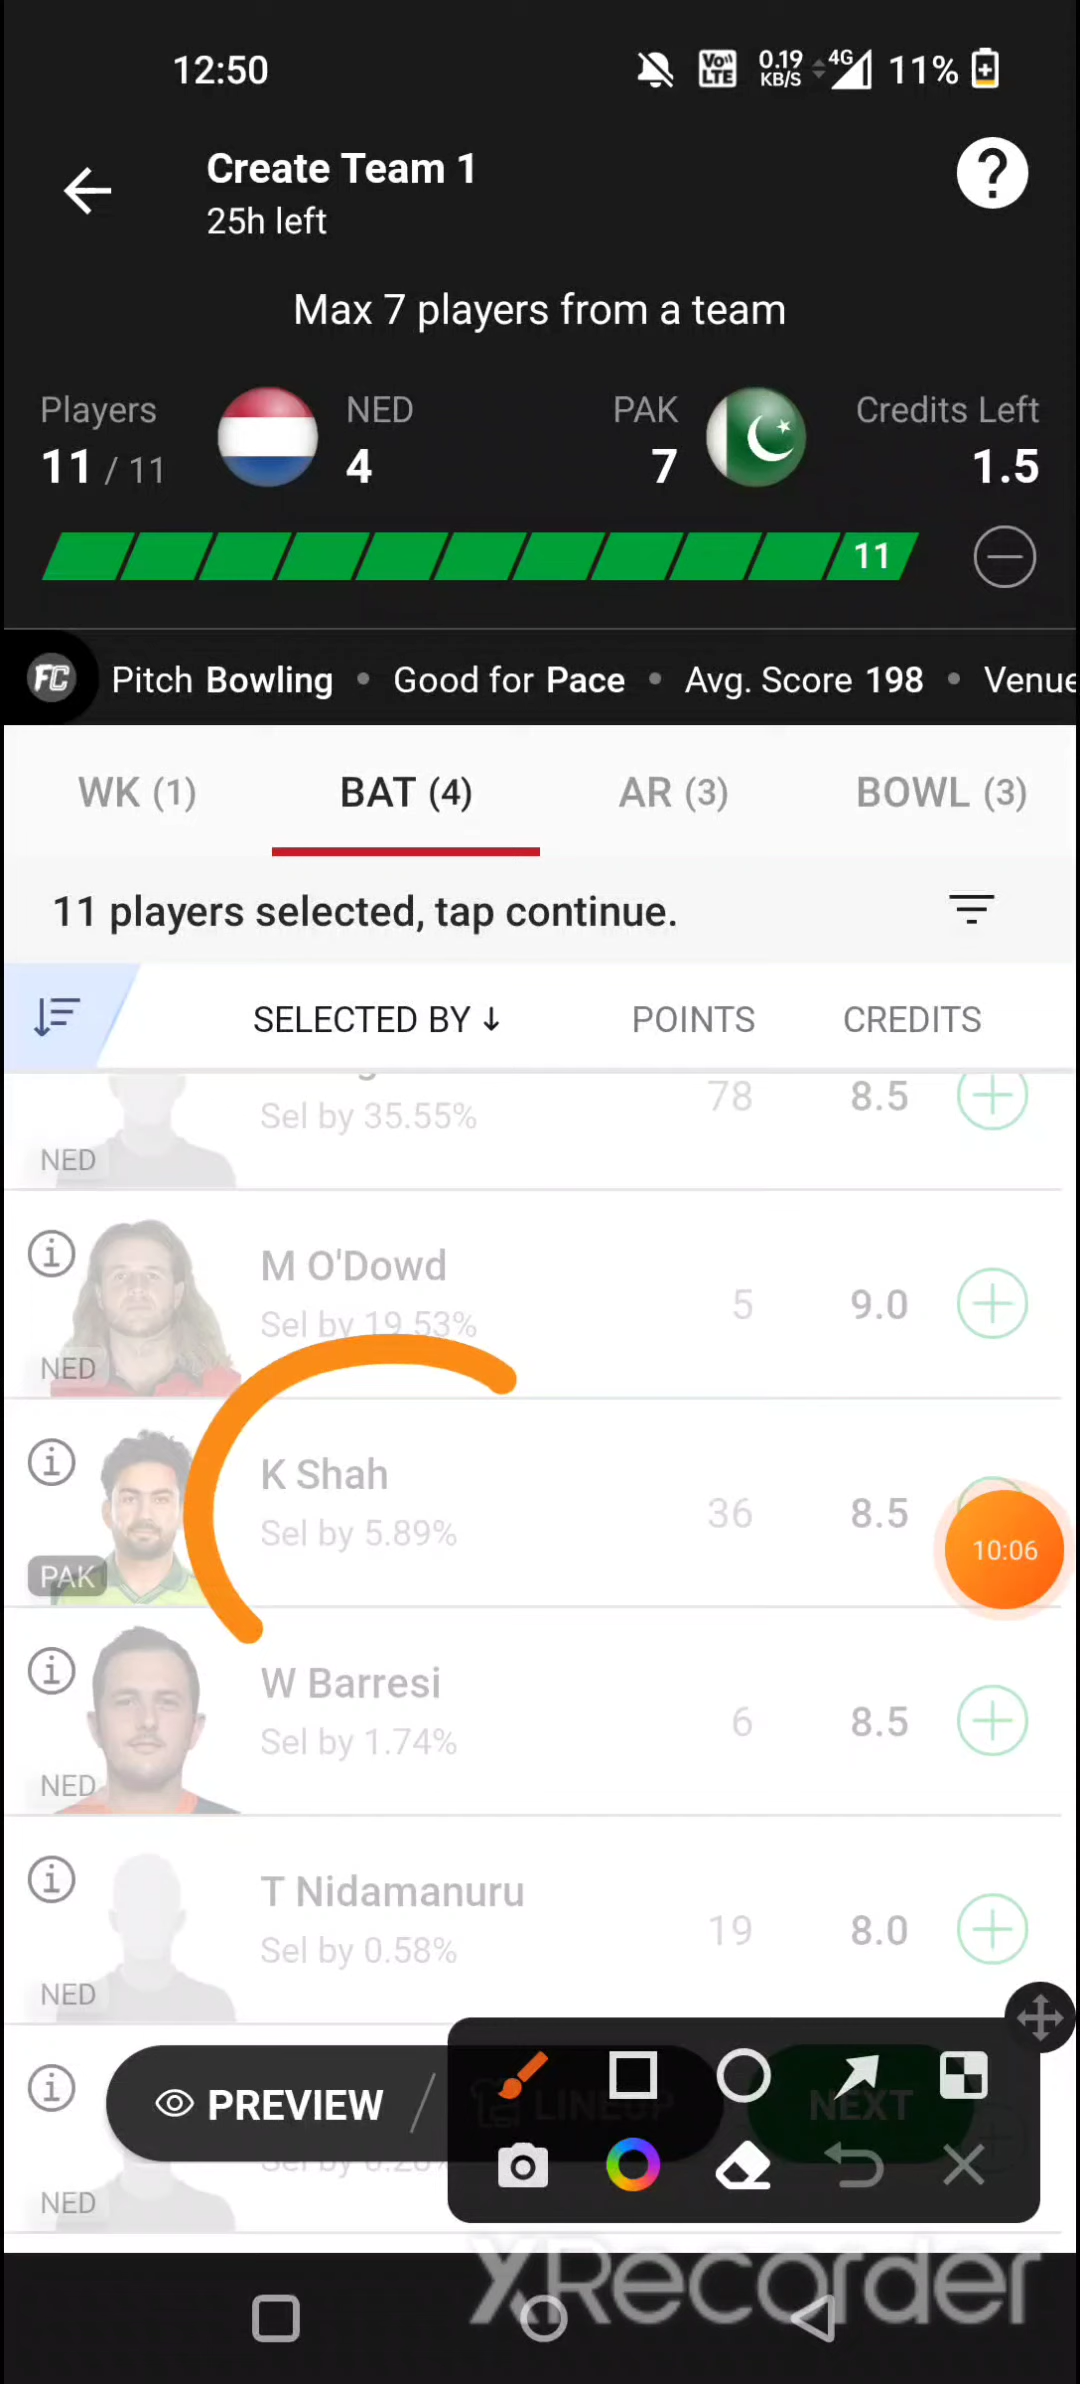 12:50
Vo)) LTE
0.19 KB/S
4G
11%
Create Team 1
25h left
?
Max 7 players from a team
Players
NED
PAK
Credits Left
11 / 11
4
7
1.5
11
FC
Pitch Bowling • Good for Pace • Avg. Score 198 • Venue
WK (1)
BAT (4)
AR (3)
BOWL (3)
11 players selected, tap continue.
SELECTED BY ↓
POINTS
CREDITS
Sel by 35.55%
78
8.5
NED
M O'Dowd
Sel by 19.53%
5
9.0
NED
K Shah
Sel by 5.89%
36
8.5
10:06
PAK
W Barresi
Sel by 1.74%
6
8.5
NED
T Nidamanuru
Sel by 0.58%
19
8.0
NED
PREVIEW
LINEUP
NEXT
Sel by
NED
XRecorder